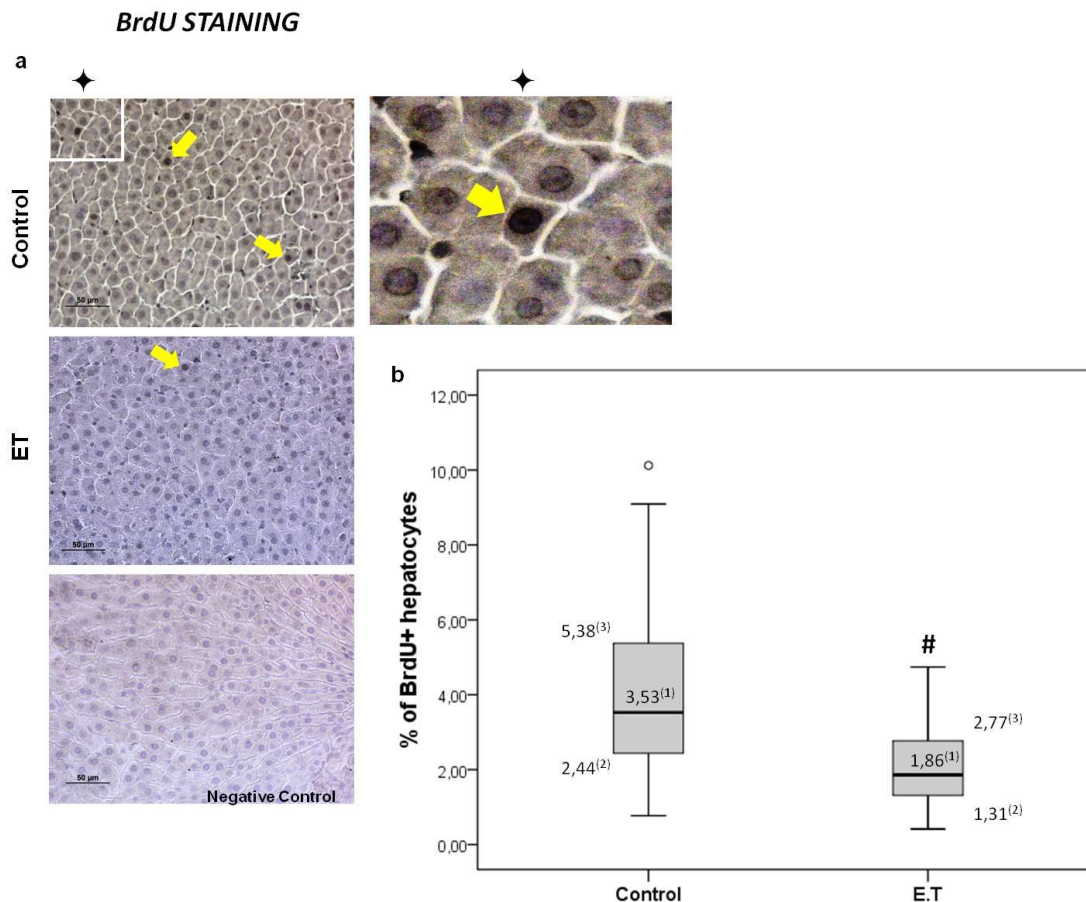 BrdU STAINING
a
Control
50 µm
ET
50 µm
50 µm
Negative Control
b
% of BrdU+ hepatocytes
12,00
10,00
8,00
6,00
4,00
2,00
0,00
5,38(3)
3,53(1)
2,44(2)
#
2,77(3)
1,86(1)
1,31(2)
Control
E.T